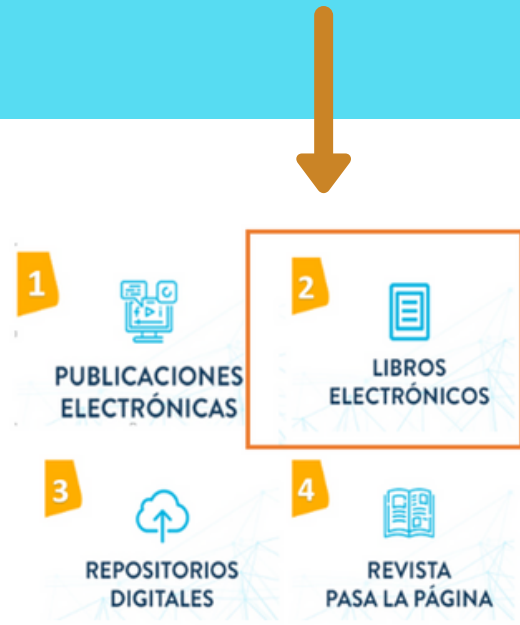 1
PUBLICACIONES
ELECTRÓNICAS
2
LIBROS
ELECTRÓNICOS
3
REPOSITORIOS
DIGITALES
4
REVISTA
PASA LA PÁGINA